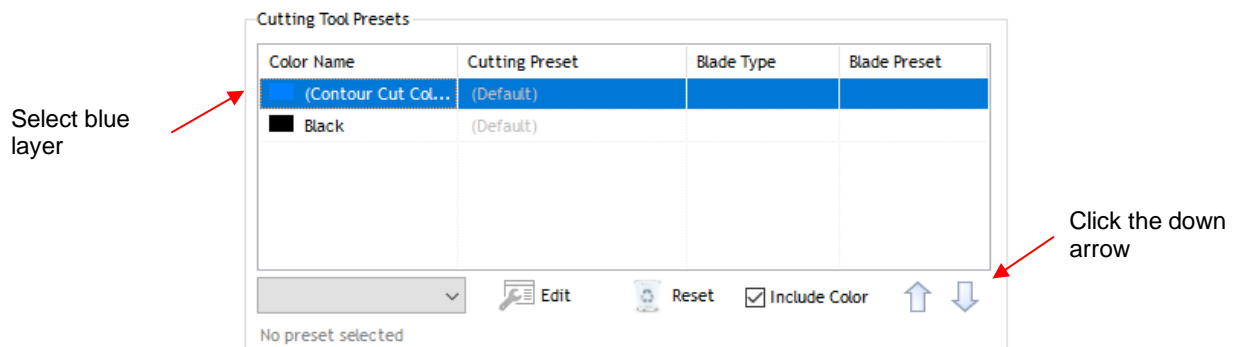 Cutting Tool Presets
Color Name Cutting Preset Blade Type Blade Preset
(Contour Cut Col... (Default)
Black (Default)
Select blue
layer
Click the down
arrow
Edit Reset Include Color
No preset selected